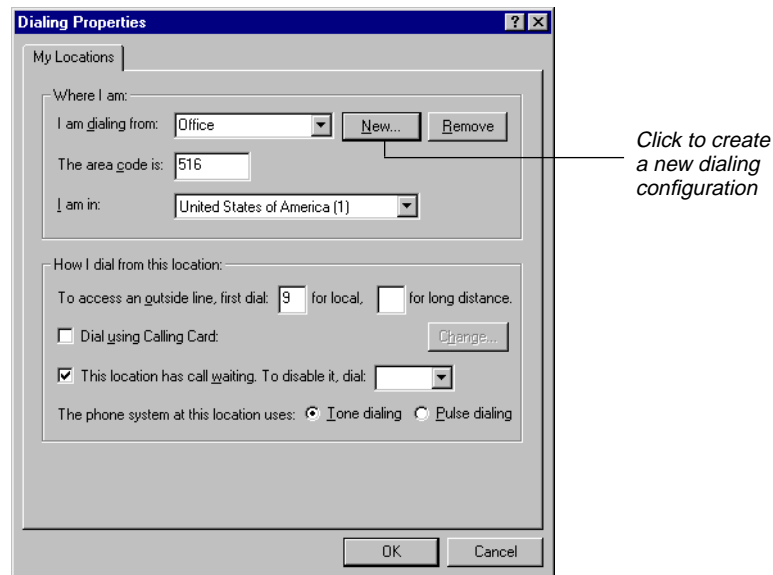 Dialing Properties
My Locations
Where I am:
I am dialing from: Office New... Remove
The area code is: 516
I am in: United States of America (1)
Click to create
a new dialing
configuration
How I dial from this location:
To access an outside line, first dial: 9 for local, for long distance.
Dial using Calling Card: Change...
This location has call waiting. To disable it, dial:
The phone system at this location uses: Tone dialing Pulse dialing
OK Cancel